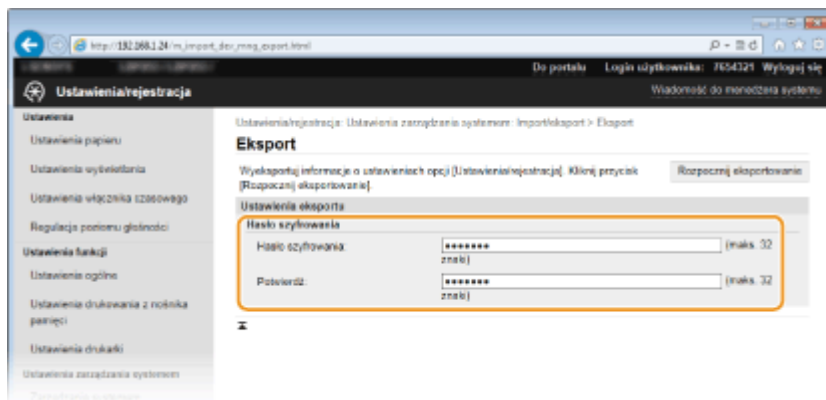 http://192.168.1.24/m_import_der_mng_export.html
Do portalu Login użytkownika: 7654321 Wyloguj się
Ustawienia/rejestracja
Wiadomość do menedżera systemu
Ustawienia
Ustawienia papieru
Ustawienia wyświetlania
Ustawienia włącznika czasowego
Regulacja poziomu głośności
Ustawienia funkcji
Ustawienia ogólne
Ustawienia drukowania z nośnika
pamięci
Ustawienia drukarki
Ustawienia zarządzania systemem
Ustawienia/rejestracja: Ustawienia zarządzania systemem: Import/eksport > Eksport
Eksport
Wyeksportuj informacje o ustawieniach opcji [Ustawienia/rejestracja]. Kliknij przycisk
[Rozpocznij eksportowanie].
Rozpocznij eksportowanie
Ustawienia eksportu
Hasło szyfrowania
Hasło szyfrowania: ••••••• (maks. 32
znaki)
Potwierdź: ••••••• (maks. 32
znaki)